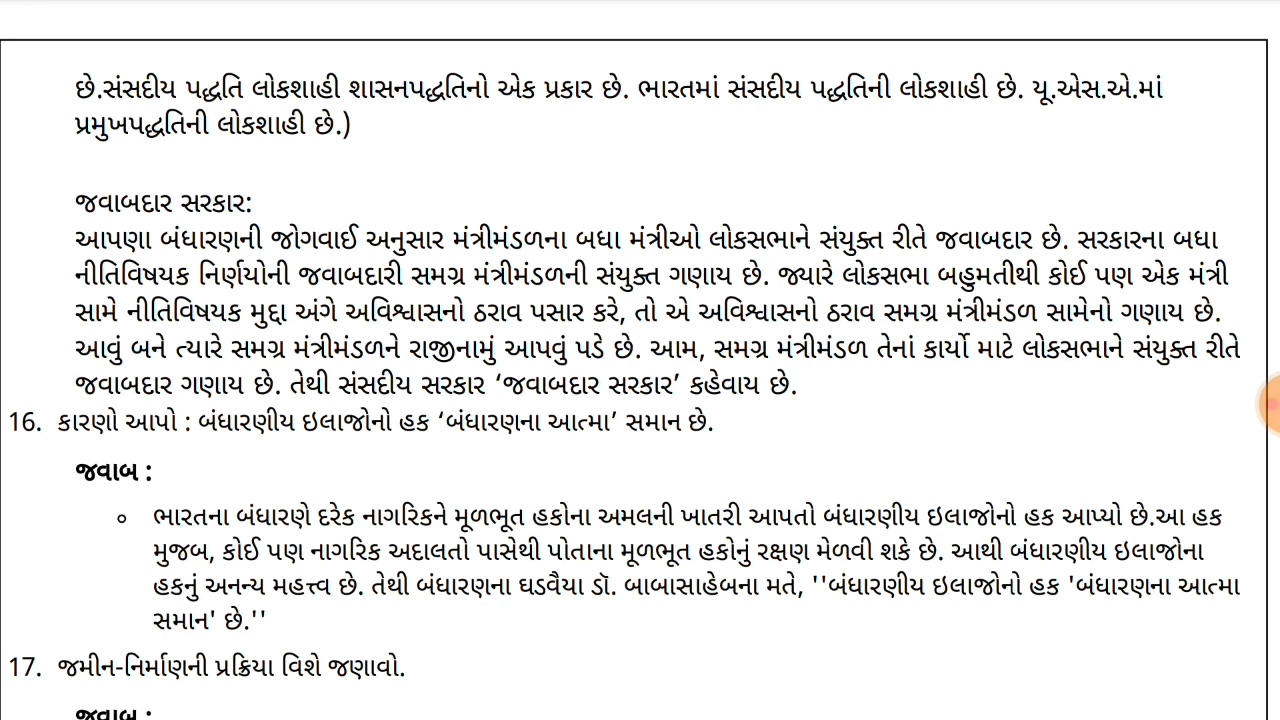 છે.સંસદીય પદ્ધતિ લોકશાહી શાસનપદ્ધતિનો એક પ્રકાર છે. ભારતમાં સંસદીય પદ્ધતિની લોકશાહી છે. યૂ.એસ.એ.માં
પ્રમુખપદ્ધતિની લોકશાહી છે.)
જવાબદાર સરકાર:
આપણા બંધારણની જોગવાઈ અનુસાર મંત્રીમંડળના બધા મંત્રીઓ લોકસભાને સંયુક્ત રીતે જવાબદાર છે. સરકારના બધા
નીતિવિષયક નિર્ણયોની જવાબદારી સમગ્ર મંત્રીમંડળની સંયુક્ત ગણાય છે. જ્યારે લોકસભા બહુમતીથી કોઈ પણ એક મંત્રી
સામે નીતિવિષયક મુદ્દા અંગે અવિશ્વાસનો ઠરાવ પસાર કરે, તો એ અવિશ્વાસનો ઠરાવ સમગ્ર મંત્રીમંડળ સામેનો ગણાય છે.
આવું બને ત્યારે સમગ્ર મંત્રીમંડળને રાજીનામું આપવું પડે છે. આમ, સમગ્ર મંત્રીમંડળ તેનાં કાર્યો માટે લોકસભાને સંયુક્ત રીતે
જવાબદાર ગણાય છે. તેથી સંસદીય સરકાર ‘જવાબદાર સરકાર’ કહેવાય છે.
16. કારણો આપો : બંધારણીય ઇલાજોનો હક ‘બંધારણના આત્મા’ સમાન છે.
જવાબ :
◦ ભારતના બંધારણે દરેક નાગરિકને મૂળભૂત હકોના અમલની ખાતરી આપતો બંધારણીય ઇલાજોનો હક આપ્યો છે.આ હક
મુજબ, કોઈ પણ નાગરિક અદાલતો પાસેથી પોતાના મૂળભૂત હકોનું રક્ષણ મેળવી શકે છે. આથી બંધારણીય ઇલાજોના
હકનું અનન્ય મહત્ત્વ છે. તેથી બંધારણના ઘડવૈયા ડૉ. બાબાસાહેબના મતે, ''બંધારણીય ઇલાજોનો હક 'બંધારણના આત્મા
સમાન' છે.''
17. જમીન-નિર્માણની પ્રક્રિયા વિશે જણાવો.
જવાબ :